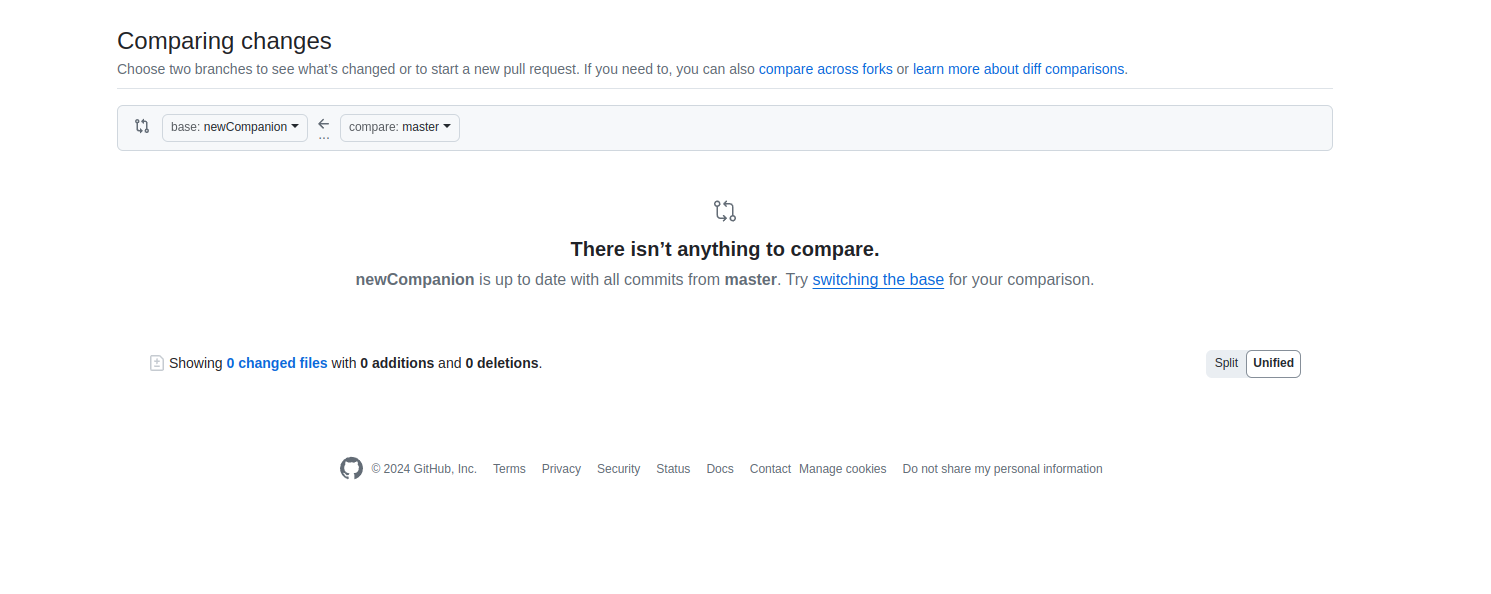 Comparing changes
Choose two branches to see what’s changed or to start a new pull request. If you need to, you can also compare across forks or learn more about diff comparisons.
base: newCompanion ... compare: master
There isn’t anything to compare.
newCompanion is up to date with all commits from master. Try switching the base for your comparison.
Showing 0 changed files with 0 additions and 0 deletions. Split Unified
© 2024 GitHub, Inc. Terms Privacy Security Status Docs Contact Manage cookies Do not share my personal information